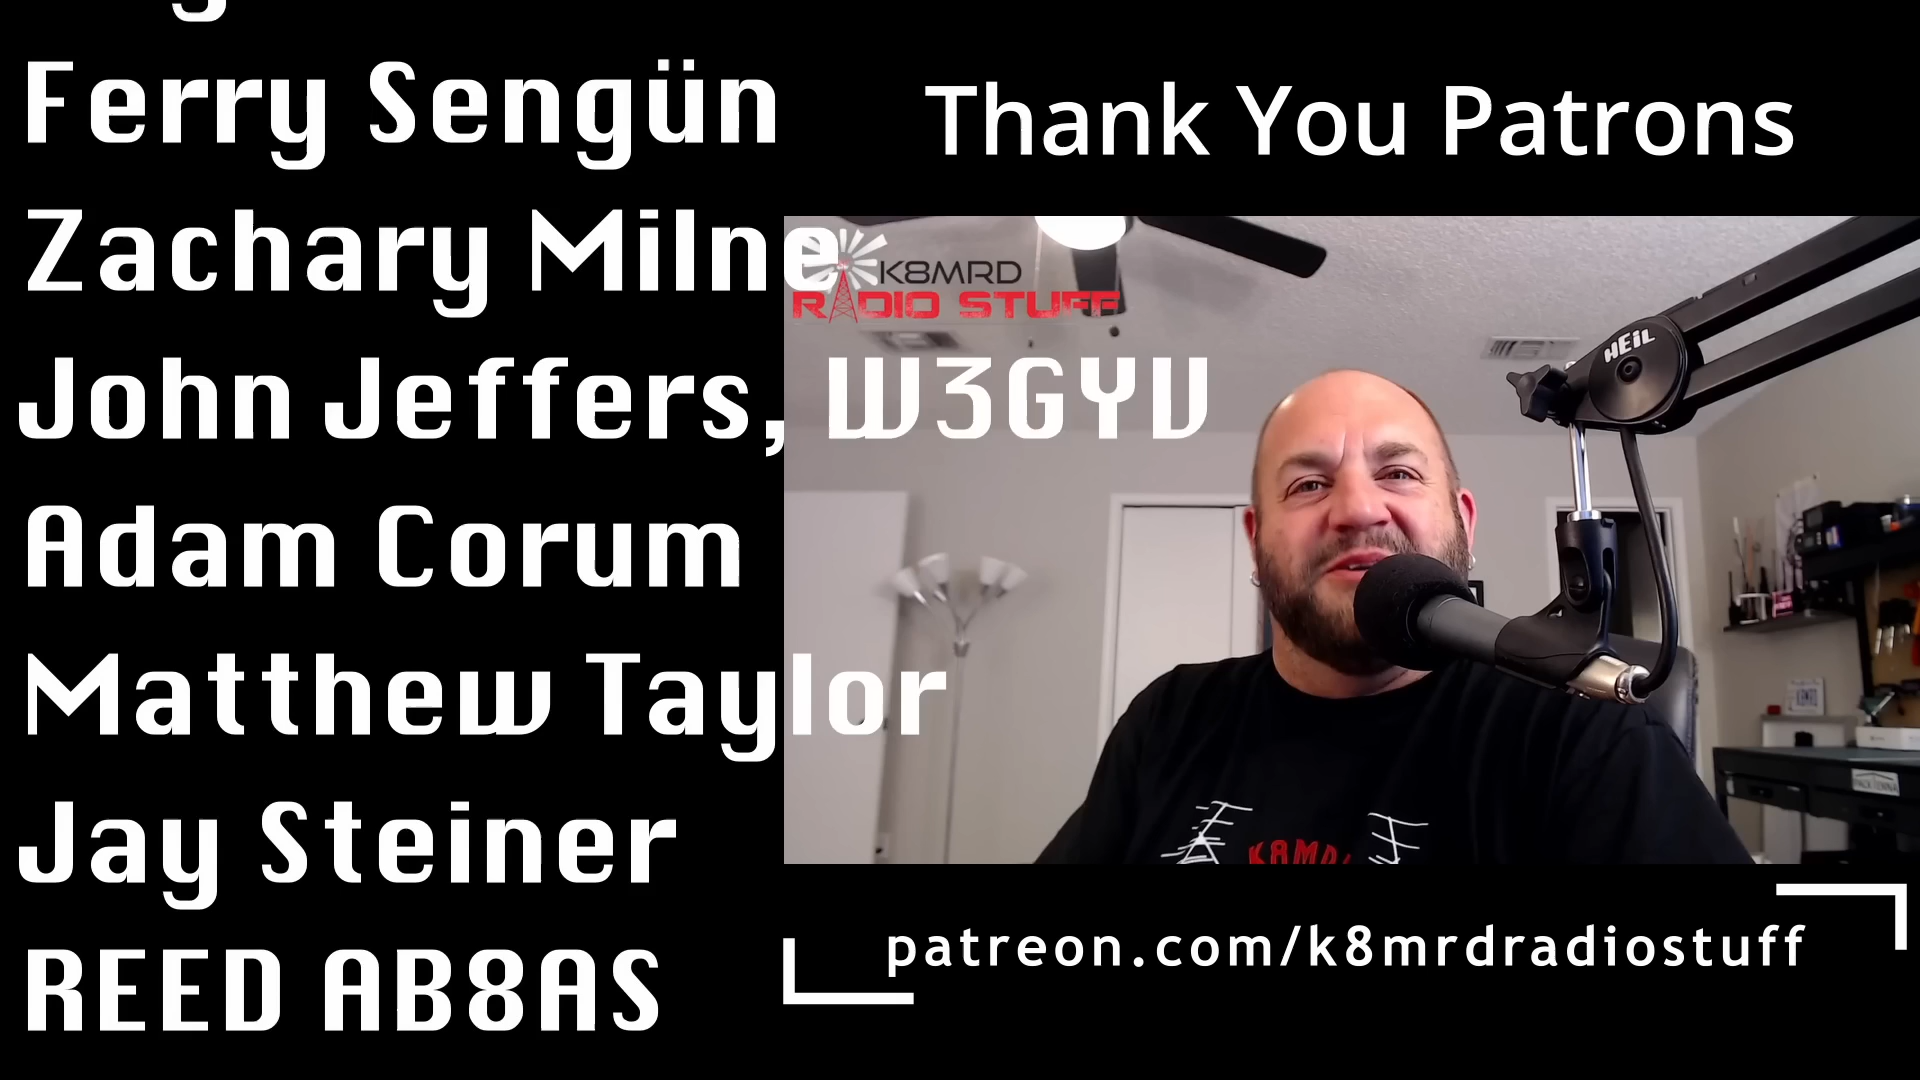 Ferry Sengün
Zachary Milne
John Jeffers, W3GYV
Adam Corum
Matthew Taylor
Jay Steiner
REED AB8AS
Thank You Patrons
K8MRD
RADIO STUFF
HEiL
patreon.com/k8mrdradiostuff